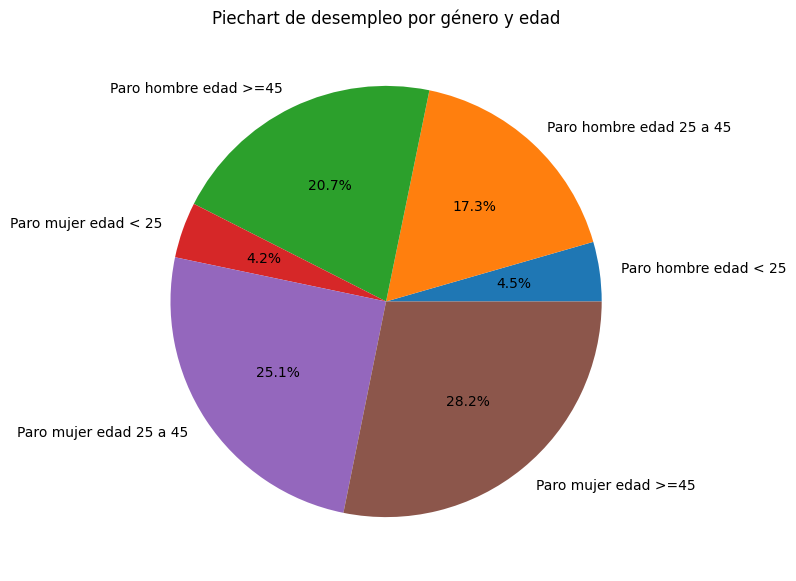 Piechart de desempleo por género y edad
Paro hombre edad >=45
Paro hombre edad 25 a 45
20.7%
17.3%
Paro mujer edad < 25
4.2%
Paro hombre edad < 25
4.5%
25.1%
28.2%
Paro mujer edad 25 a 45
Paro mujer edad >=45